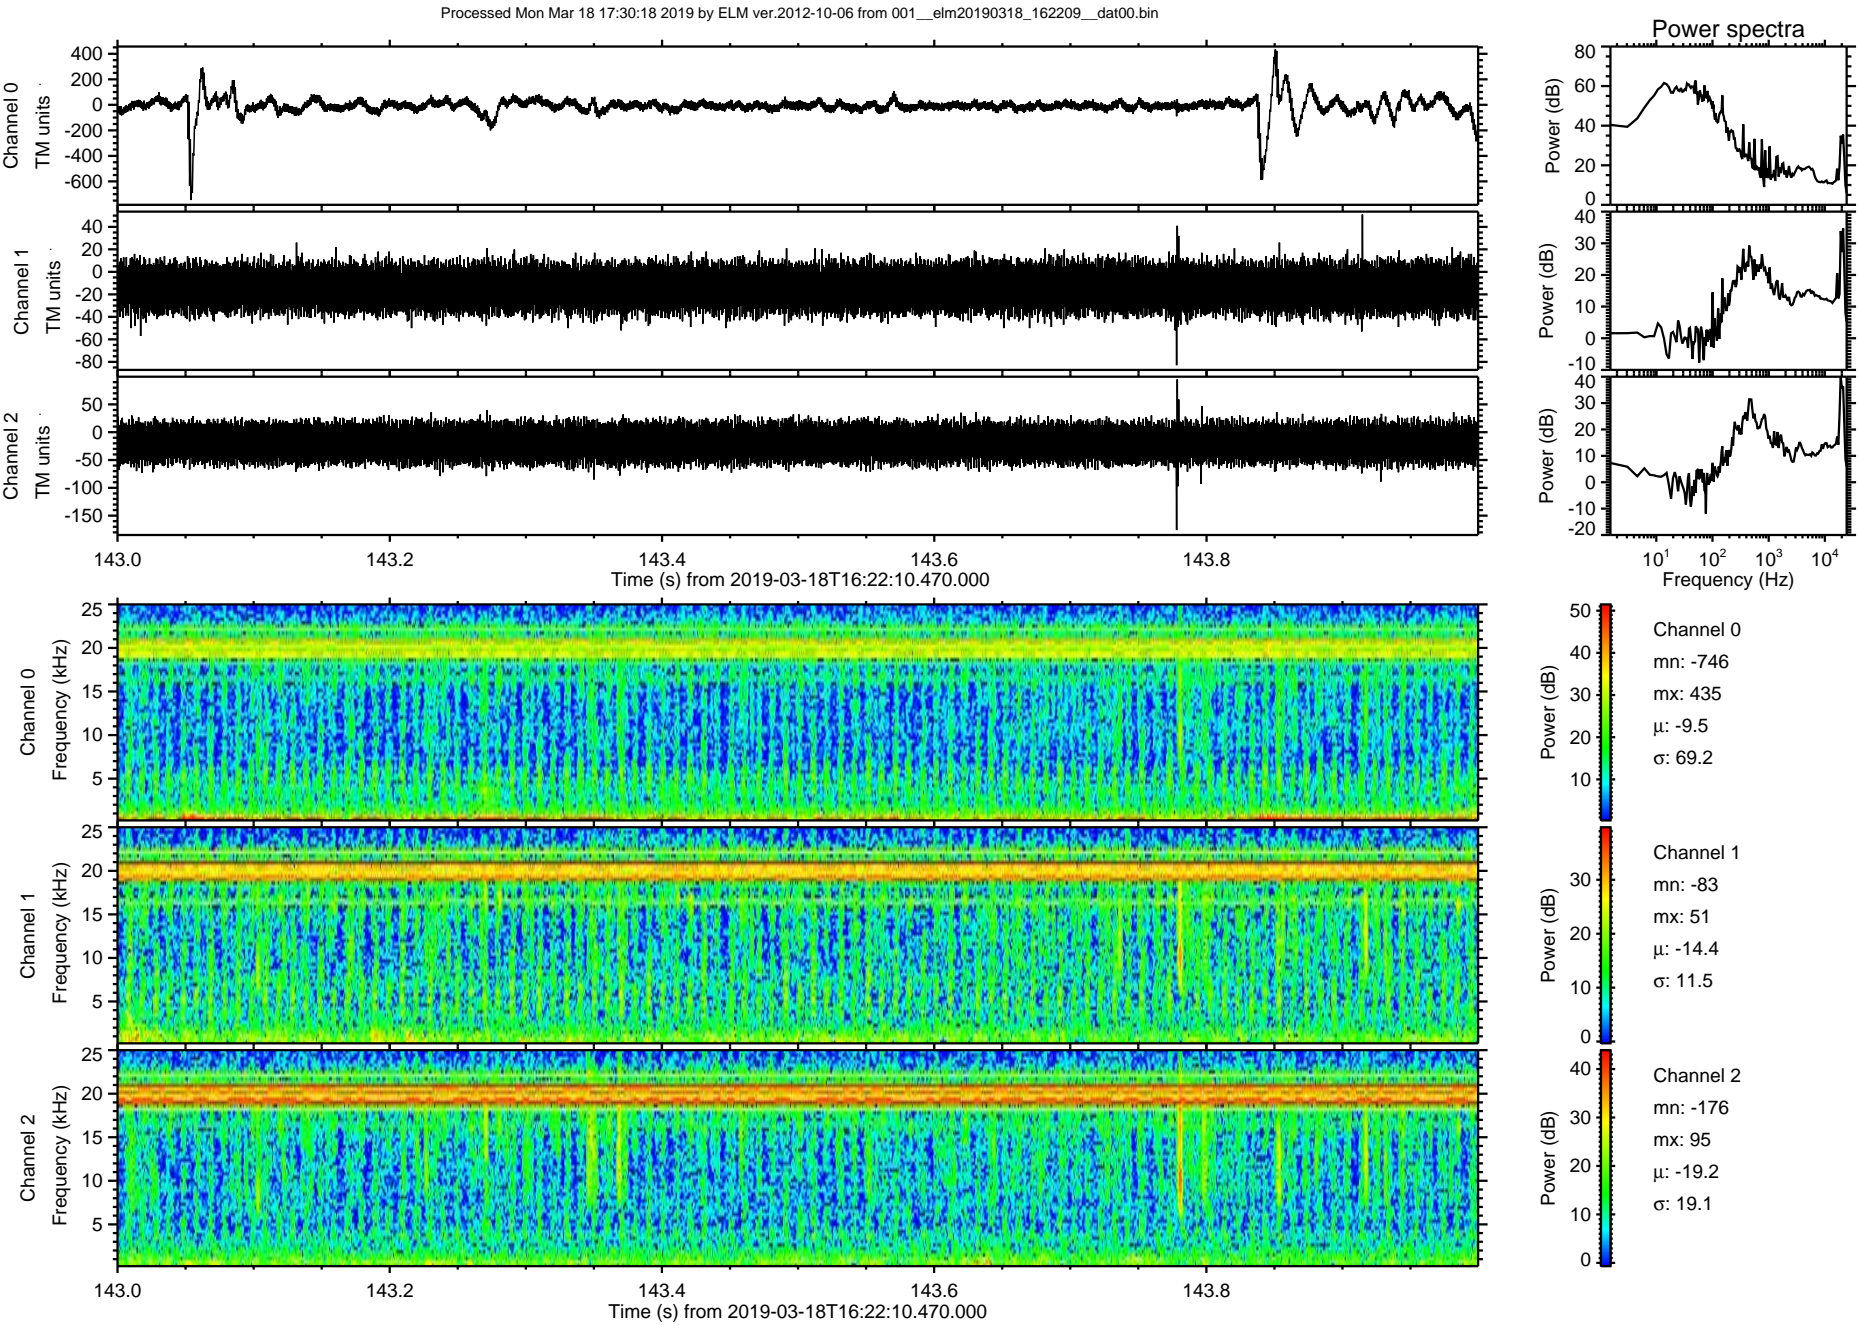 Processed Mon Mar 18 17:30:18 2019 by ELM ver.2012-10-06 from 001__elm20190318_162209__dat00.bin
Power spectra
Channel 0
TM units
400
200
0
-200
-400
-600
Power (dB)
80
60
40
20
0
Channel 1
TM units
40
20
0
-20
-40
-60
-80
Power (dB)
40
30
20
10
0
-10
Channel 2
TM units
50
0
-50
-100
-150
Power (dB)
40
30
20
10
0
-10
-20
143.0 143.2 143.4 143.6 143.8
Time (s) from 2019-03-18T16:22:10.470.000
10^1 10^2 10^3 10^4
Frequency (Hz)
Channel 0
Frequency (kHz)
25
20
15
10
5
Power (dB)
50
40
30
20
10
Channel 0
mn: -746
mx: 435
µ: -9.5
σ: 69.2
Channel 1
Frequency (kHz)
25
20
15
10
5
Power (dB)
30
20
10
0
Channel 1
mn: -83
mx: 51
µ: -14.4
σ: 11.5
Channel 2
Frequency (kHz)
25
20
15
10
5
Power (dB)
40
30
20
10
0
Channel 2
mn: -176
mx: 95
µ: -19.2
σ: 19.1
143.0 143.2 143.4 143.6 143.8
Time (s) from 2019-03-18T16:22:10.470.000